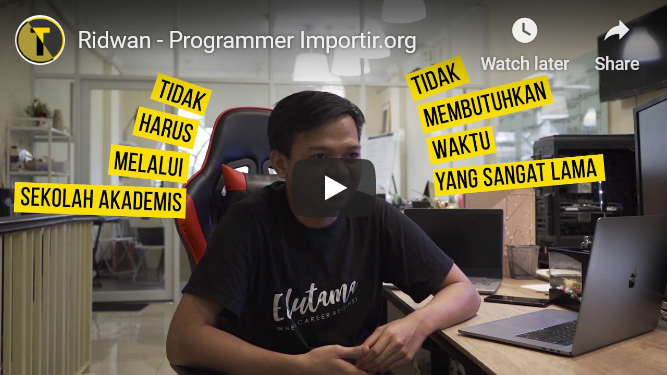 T
Ridwan - Programmer Importir.org
Watch later
Share
TIDAK
HARUS
MELALUI
SEKOLAH AKADEMIS
TIDAK
MEMBUTUHKAN
WAKTU
YANG SANGAT LAMA
Elutama